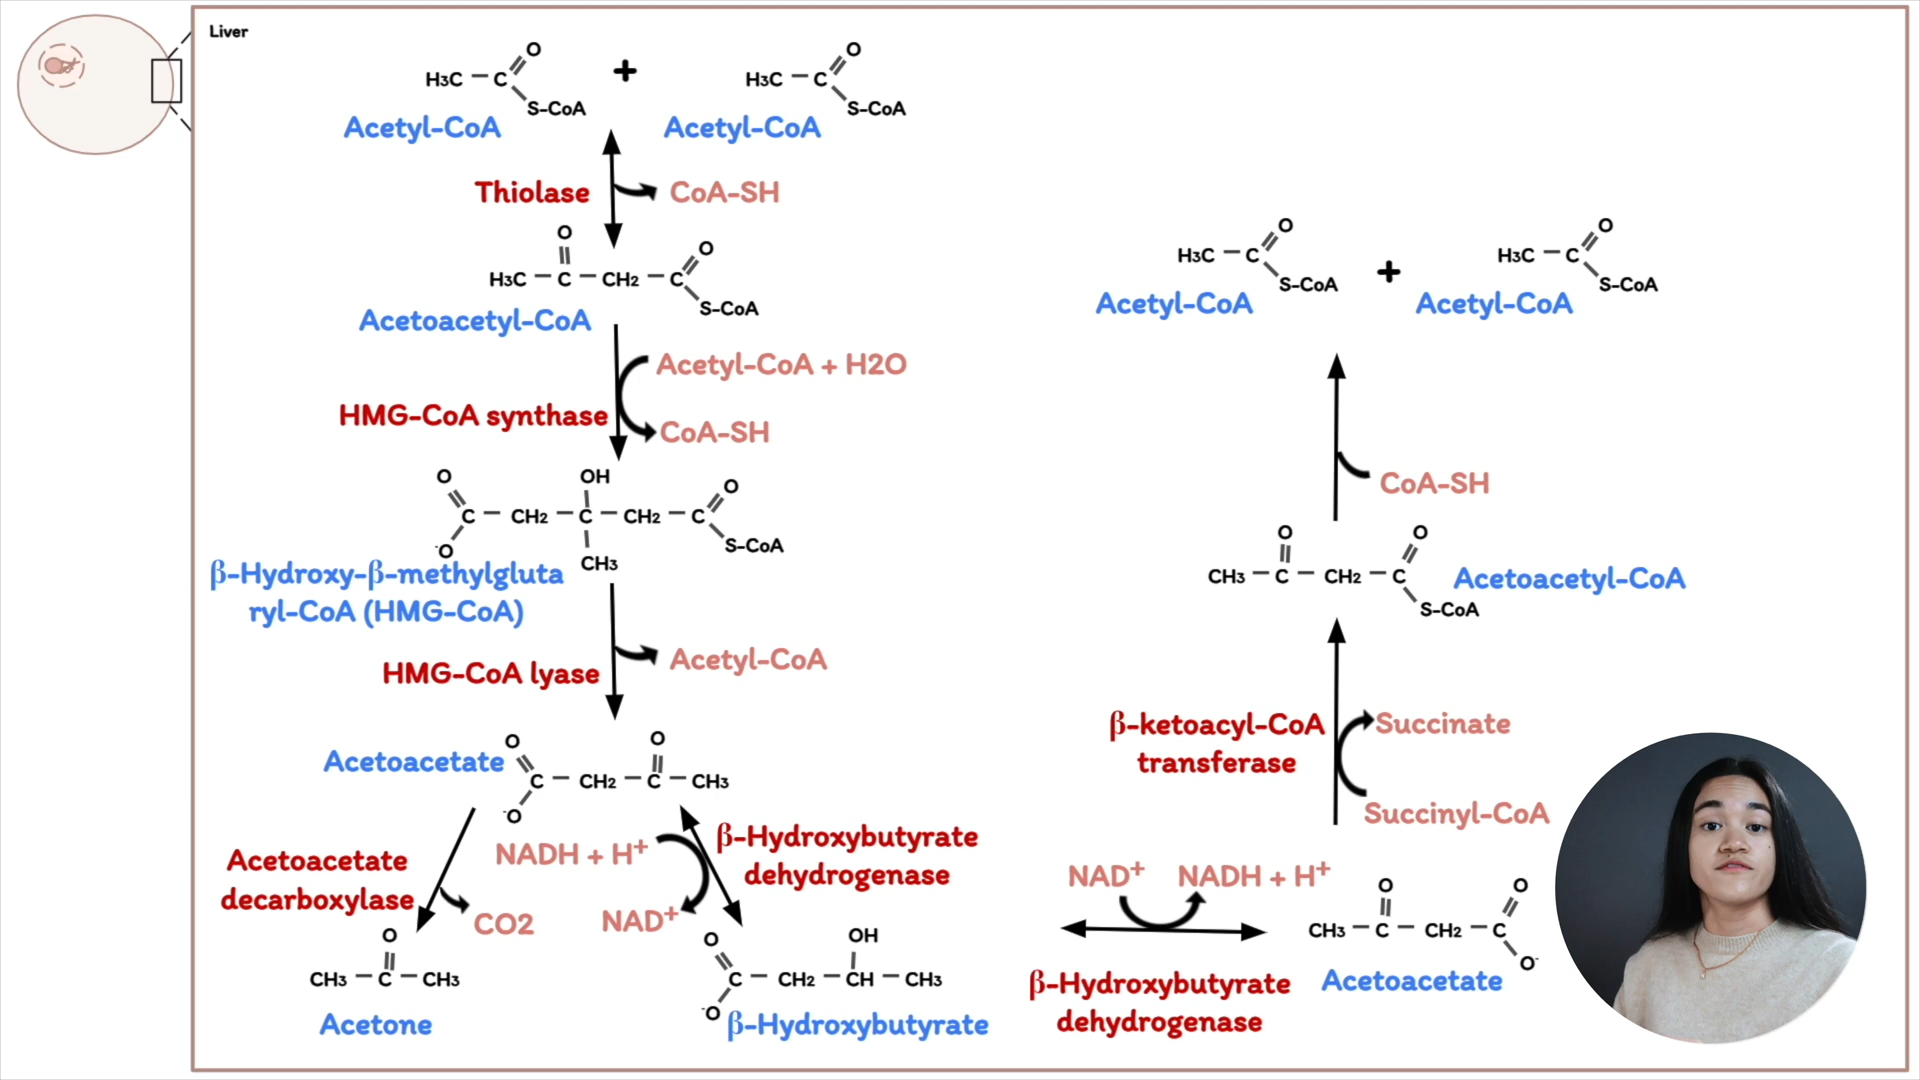 Liver
O
O
H3C – C
+
H3C – C
S-CoA
S-CoA
Acetyl-CoA
Acetyl-CoA
Thiolase
CoA-SH
O
O
H3C – C – CH2 – C
S-CoA
Acetoacetyl-CoA
Acetyl-CoA + H2O
HMG-CoA synthase
CoA-SH
O
OH
O
C – CH2 – C – CH2 – C
-O
CH3
S-CoA
β-Hydroxy-β-methylgluta
ryl-CoA (HMG-CoA)
HMG-CoA lyase
Acetyl-CoA
Acetoacetate
O
O
C – CH2 – C – CH3
-O
Acetoacetate
decarboxylase
CO2
NADH + H+
NAD+
β-Hydroxybutyrate
dehydrogenase
O
CH3 – C – CH3
Acetone
O
OH
C – CH2 – CH – CH3
-O
β-Hydroxybutyrate
NAD+
NADH + H+
β-Hydroxybutyrate
dehydrogenase
O
O
CH3 – C – CH2 – C
O-
Acetoacetate
β-ketoacyl-CoA
transferase
Succinate
Succinyl-CoA
O
O
CH3 – C – CH2 – C
S-CoA
Acetoacetyl-CoA
CoA-SH
O
O
H3C – C
+
H3C – C
S-CoA
S-CoA
Acetyl-CoA
Acetyl-CoA